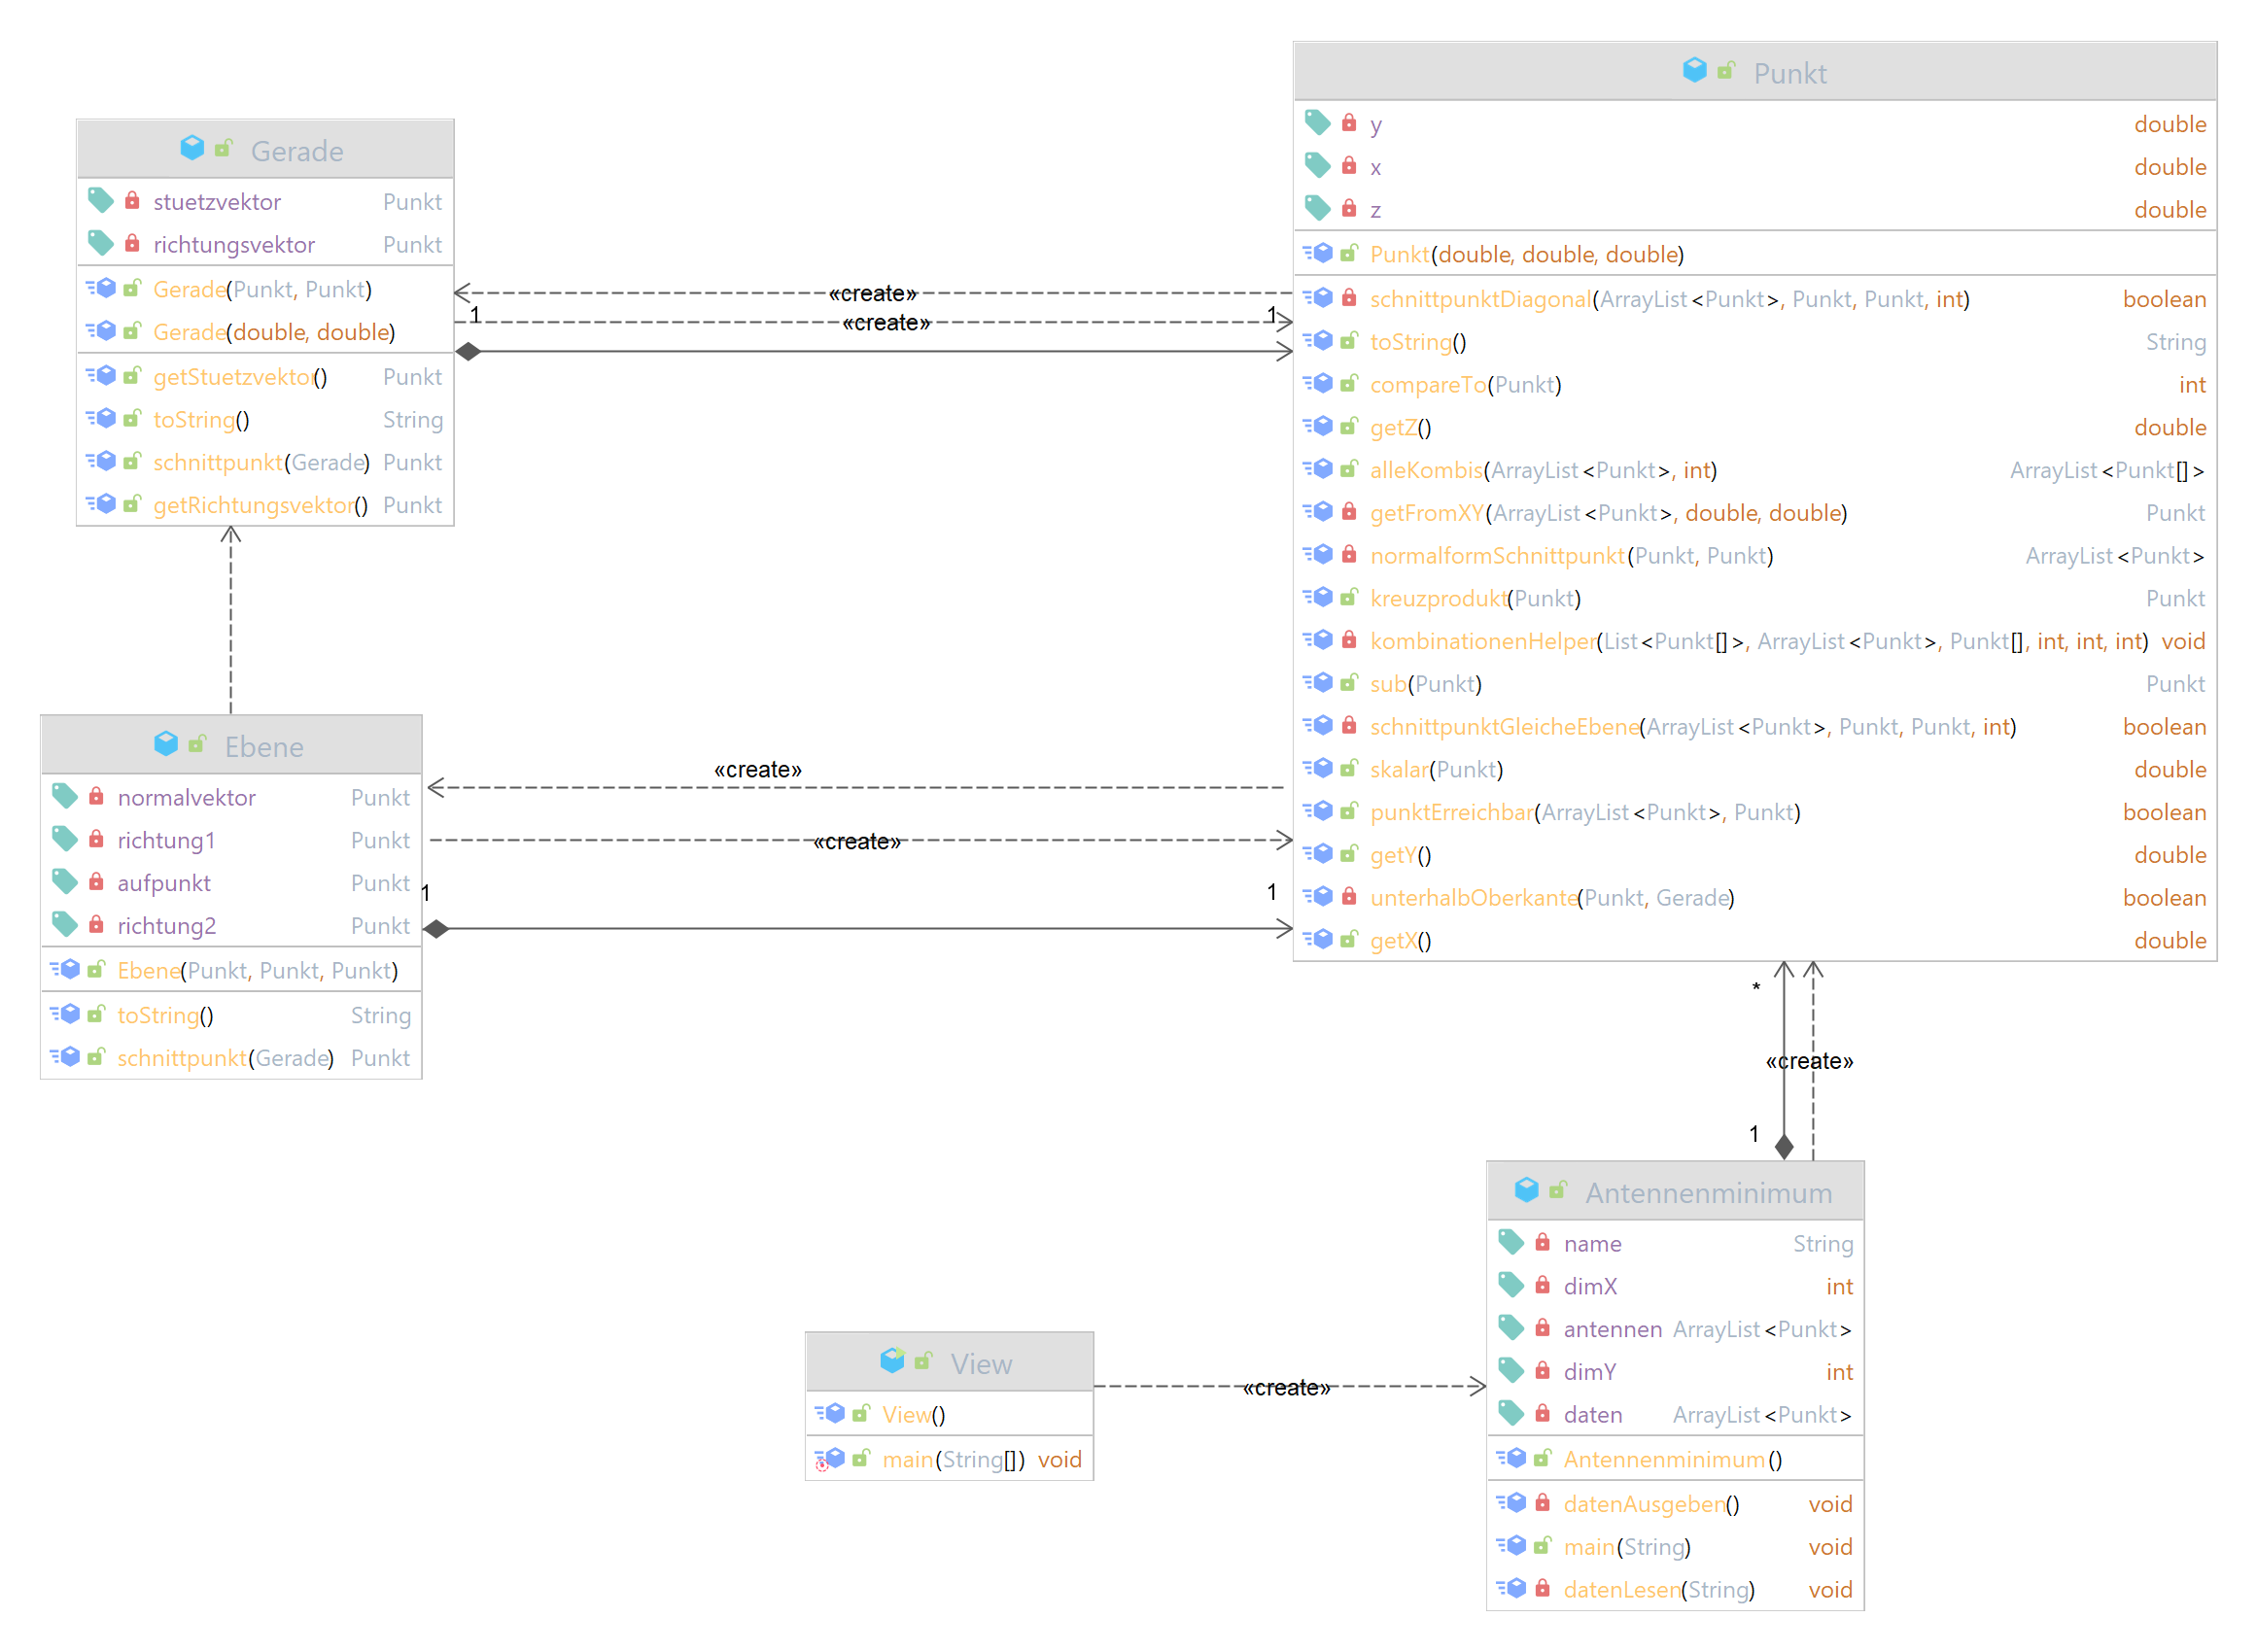 Gerade
stuetzvektor Punkt
richtungsvektor Punkt
Gerade(Punkt, Punkt)
Gerade(double, double)
getStuetzvektor() Punkt
toString() String
schnittpunkt(Gerade) Punkt
getRichtungsvektor() Punkt
Punkt
y double
x double
z double
Punkt(double, double, double)
schnittpunktDiagonal(ArrayList<Punkt>, Punkt, Punkt, int) boolean
toString() String
compareTo(Punkt) int
getZ() double
alleKombis(ArrayList<Punkt>, int) ArrayList<Punkt[]>
getFromXY(ArrayList<Punkt>, double, double) Punkt
normalformSchnittpunkt(Punkt, Punkt) ArrayList<Punkt>
kreuzprodukt(Punkt) Punkt
kombinationenHelper(List<Punkt[]>, ArrayList<Punkt>, Punkt[], int, int, int) void
sub(Punkt) Punkt
schnittpunktGleicheEbene(ArrayList<Punkt>, Punkt, Punkt, int) boolean
skalar(Punkt) double
punktErreichbar(ArrayList<Punkt>, Punkt) boolean
getY() double
unterhalbOberkante(Punkt, Gerade) boolean
getX() double
«create»
1 1
«create»
Ebene
normalvektor Punkt
richtung1 Punkt
aufpunkt Punkt
richtung2 Punkt
Ebene(Punkt, Punkt, Punkt)
toString() String
schnittpunkt(Gerade) Punkt
«create»
«create»
1 1
*
«create»
1
Antennenminimum
name String
dimX int
antennen ArrayList<Punkt>
dimY int
daten ArrayList<Punkt>
Antennenminimum()
datenAusgeben() void
main(String) void
datenLesen(String) void
View
View()
main(String[]) void
«create»